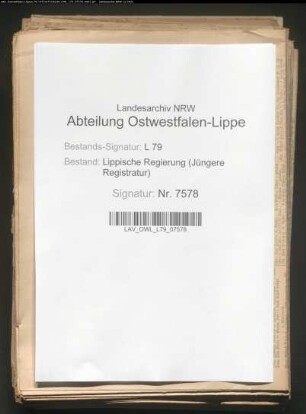 Landesarchiv NRW
Abteilung Ostwestfalen-Lippe
Bestands-Signatur: L 79
Bestand: Lippische Regierung (Jüngere
Registratur)
Signatur: Nr. 7578
LAV_OWL_L79_07578